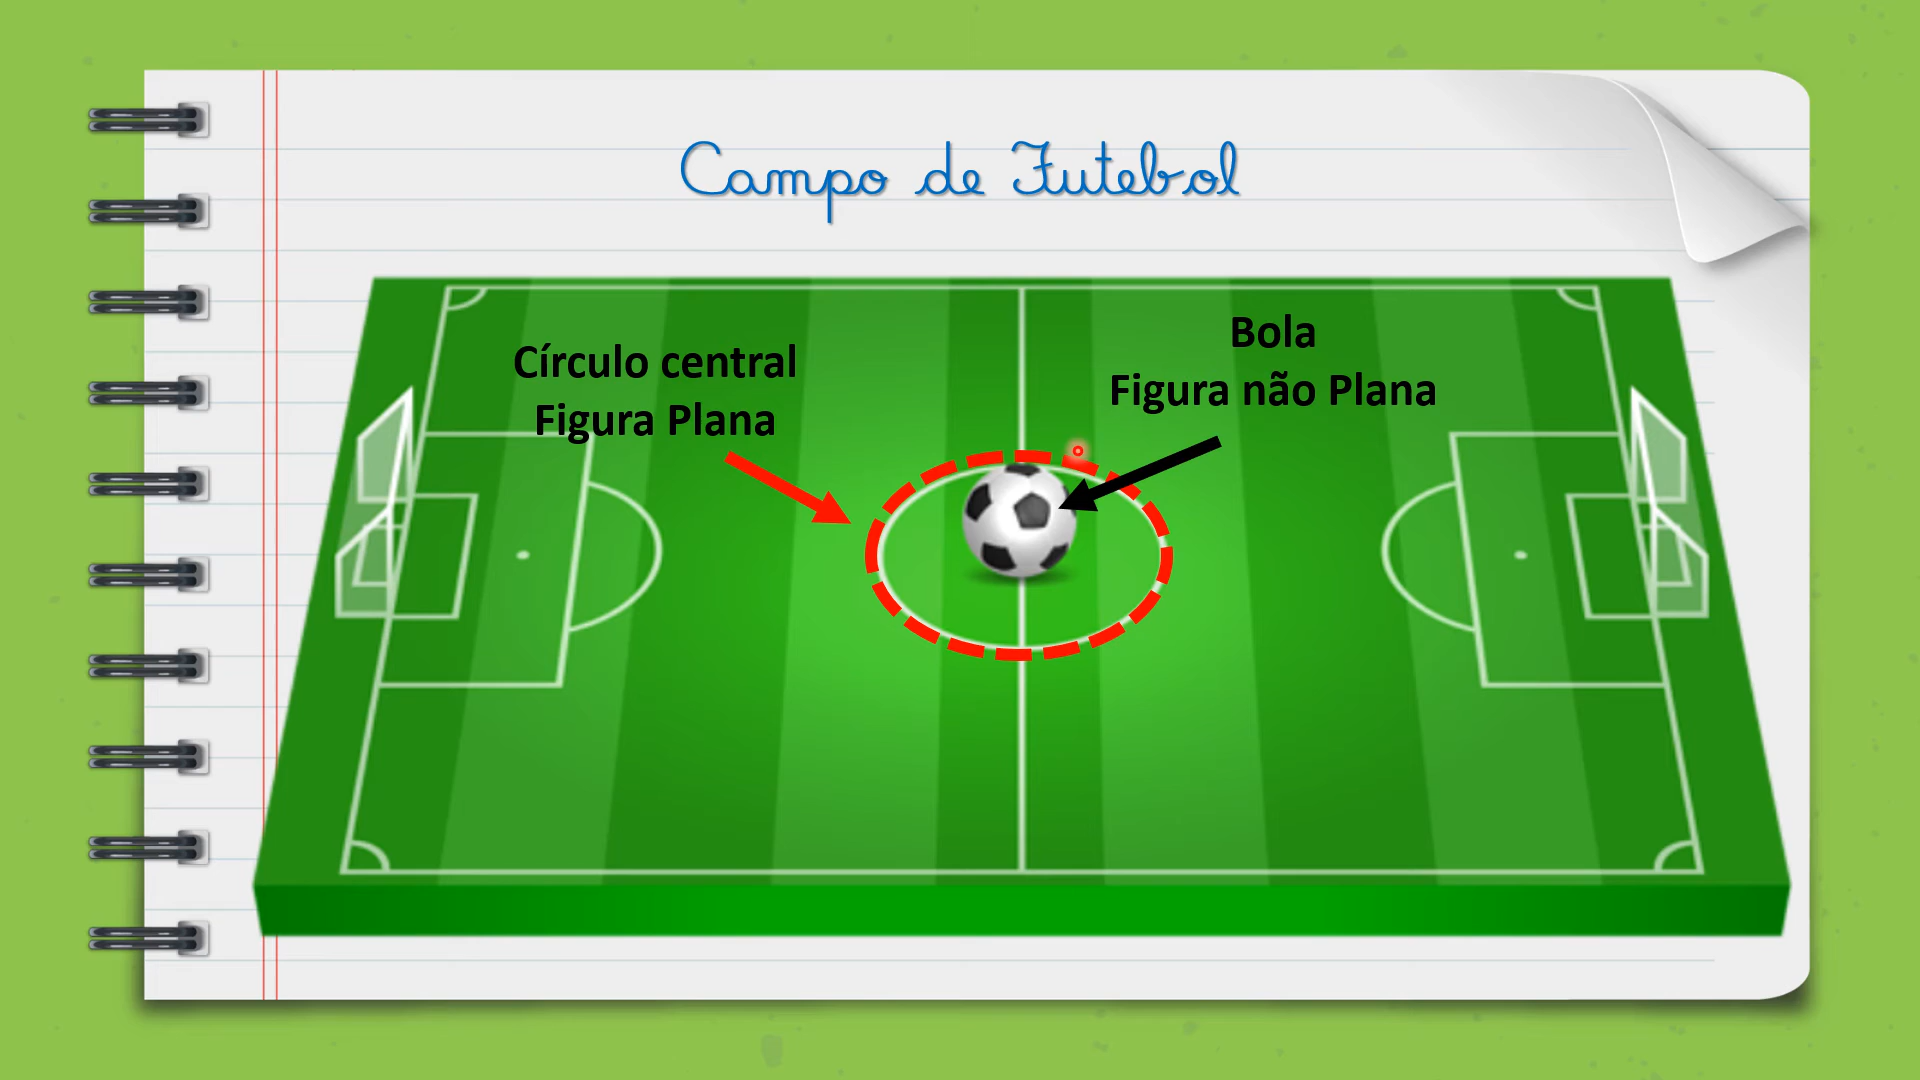 Campo de Futebol
Círculo central
Figura Plana
Bola
Figura não Plana